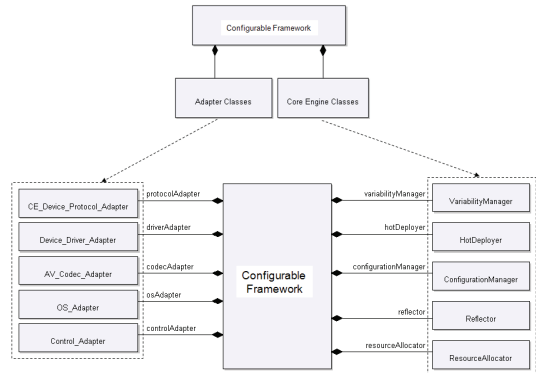 Configurable Framework
Adapter Classes
Core Engine Classes
CE_Device_Protocol_Adapter
protocolAdapter
variabilityManager
VariabilityManager
Device_Driver_Adapter
driverAdapter
hotDeployer
HotDeployer
AV_Codec_Adapter
codecAdapter
Configurable
Framework
configurationManager
ConfigurationManager
OS_Adapter
osAdapter
reflector
Reflector
Control_Adapter
controlAdapter
resourceAllocator
ResourceAllocator